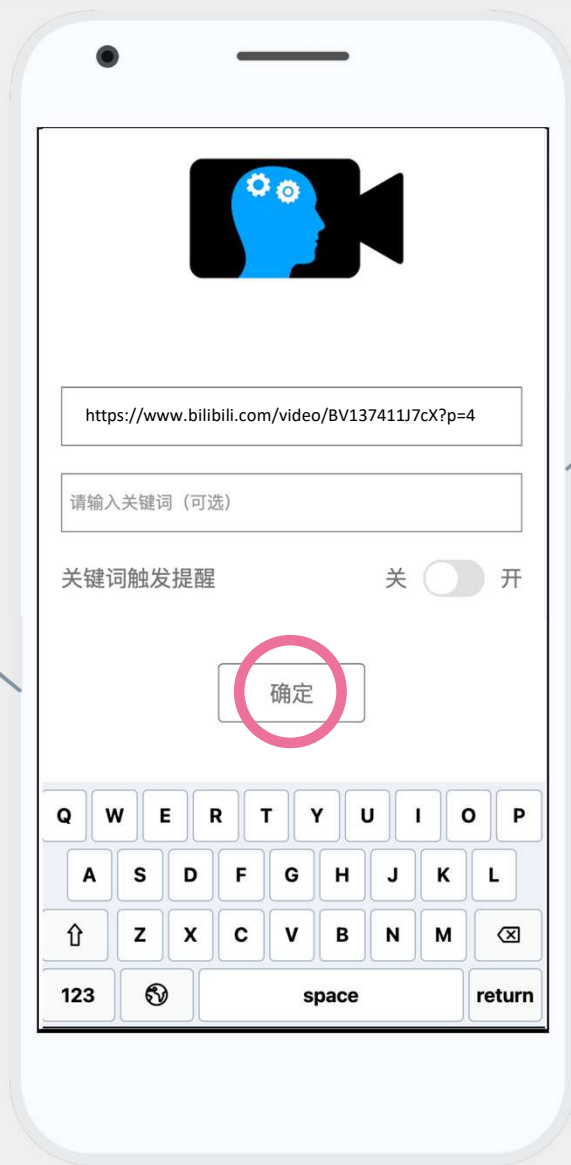 https://www.bilibili.com/video/BV137411J7cX?p=4
请输入关键词（可选）
关键词触发提醒 关 开
确定
Q W E R T Y U I O P
A S D F G H J K L
Z X C V B N M
123 space return